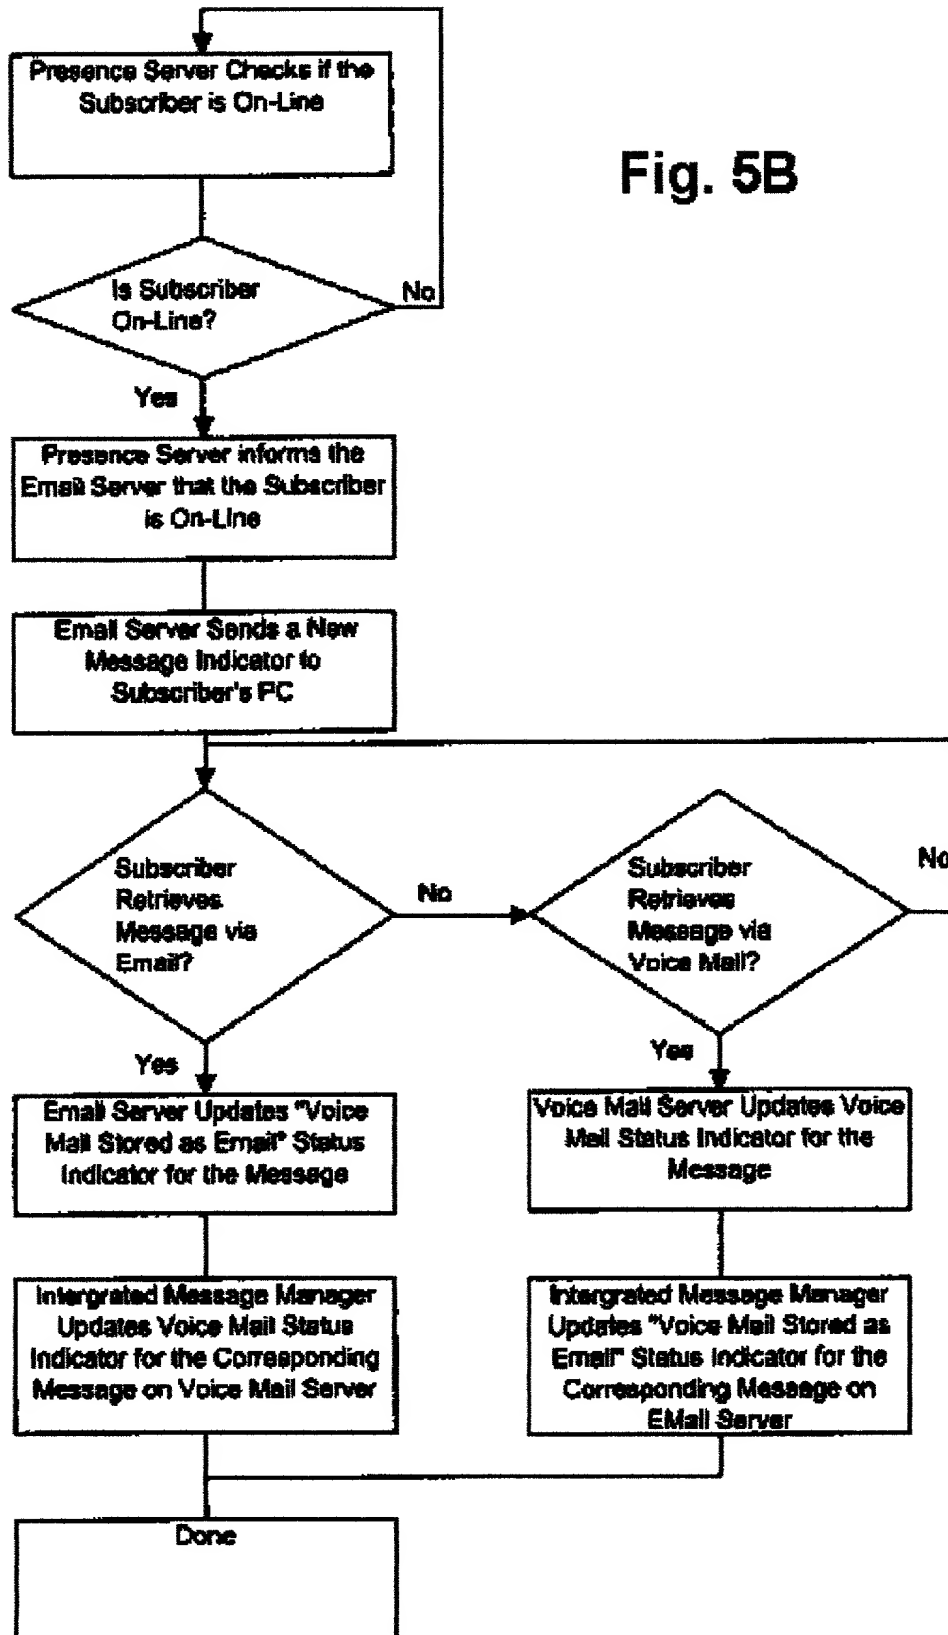 Presence Server Checks if the
Subscriber is On-Line
Fig. 5B
Is Subscriber
On-Line?
No
Yes
Presence Server informs the
Email Server that the Subscriber
is On-Line
Email Server Sends a New
Message Indicator to
Subscriber's PC
Subscriber
Retrieves
Message via
Email?
No
Subscriber
Retrieves
Message via
Voice Mail?
No
Yes
Yes
Email Server Updates "Voice
Mail Stored as Email" Status
Indicator for the Message
Voice Mail Server Updates Voice
Mail Status Indicator for the
Message
Intergrated Message Manager
Updates Voice Mail Status
Indicator for the Corresponding
Message on Voice Mail Server
Intergrated Message Manager
Updates "Voice Mail Stored as
Email" Status Indicator for the
Corresponding Message on
EMail Server
Done